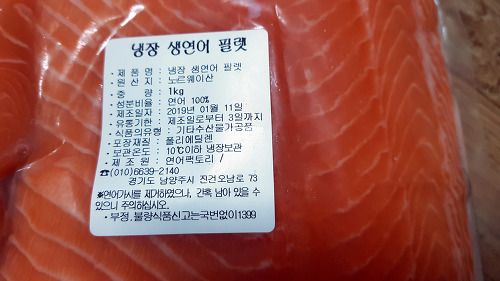 냉장 생연어 필렛
· 제 품 명 : 냉장 생연어 필렛
· 원 산 지 : 노르웨이산
· 중 량 : 1kg
· 성분비율 : 연어 100%
· 제조일자 : 2019년 01월 11일
· 유통기한 : 제조일로부터 3일까지
· 식품의유형 : 기타수산물가공품
· 포장재질 : 폴리에틸렌
· 보관온도 : 10℃이하 냉장보관
· 제 조 원 : 연어팩토리 /
☎(010)6639-2140
경기도 남양주시 진건오남로 73
※연어가시를 제거하였으나, 간혹 남아 있을 수
있으니 주의하십시오.
· 부정.불량식품신고는국번없이1399